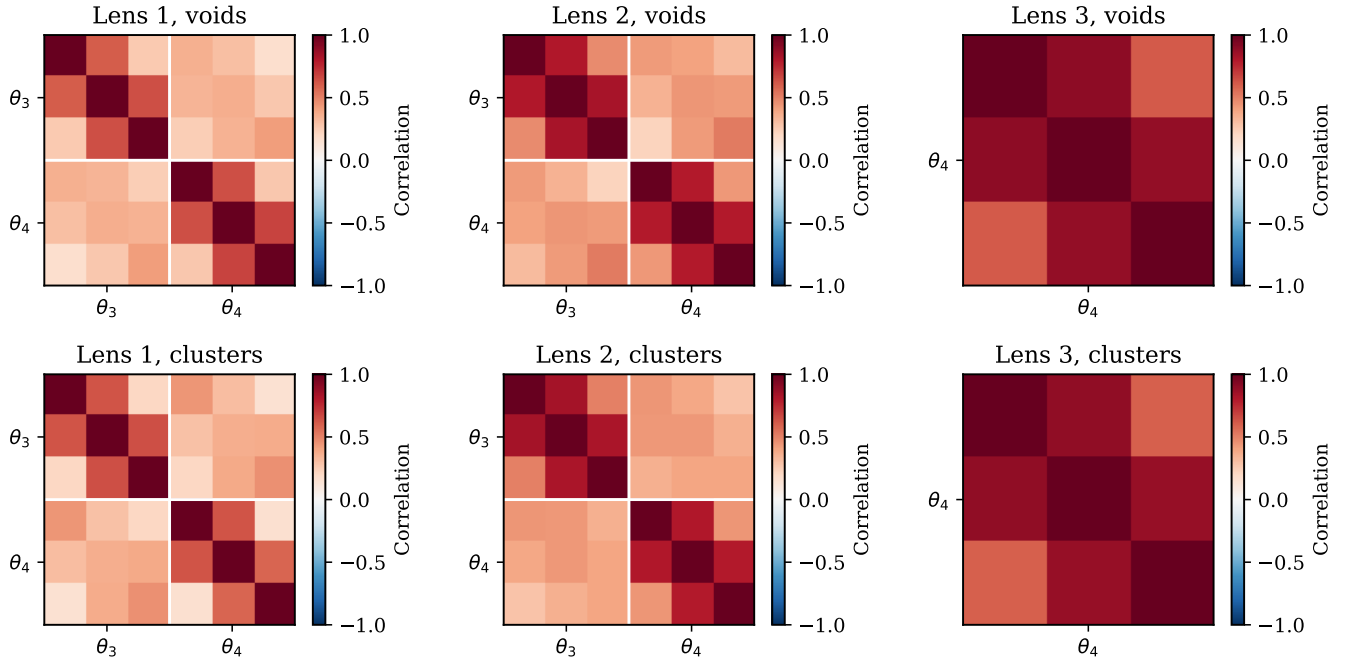 Lens 1, voids
θ3
θ4
θ3
θ4
1.0
0.5
0.0
−0.5
−1.0
Correlation
Lens 2, voids
θ3
θ4
θ3
θ4
1.0
0.5
0.0
−0.5
−1.0
Correlation
Lens 3, voids
θ4
θ4
1.0
0.5
0.0
−0.5
−1.0
Correlation
Lens 1, clusters
θ3
θ4
θ3
θ4
1.0
0.5
0.0
−0.5
−1.0
Correlation
Lens 2, clusters
θ3
θ4
θ3
θ4
1.0
0.5
0.0
−0.5
−1.0
Correlation
Lens 3, clusters
θ4
θ4
1.0
0.5
0.0
−0.5
−1.0
Correlation